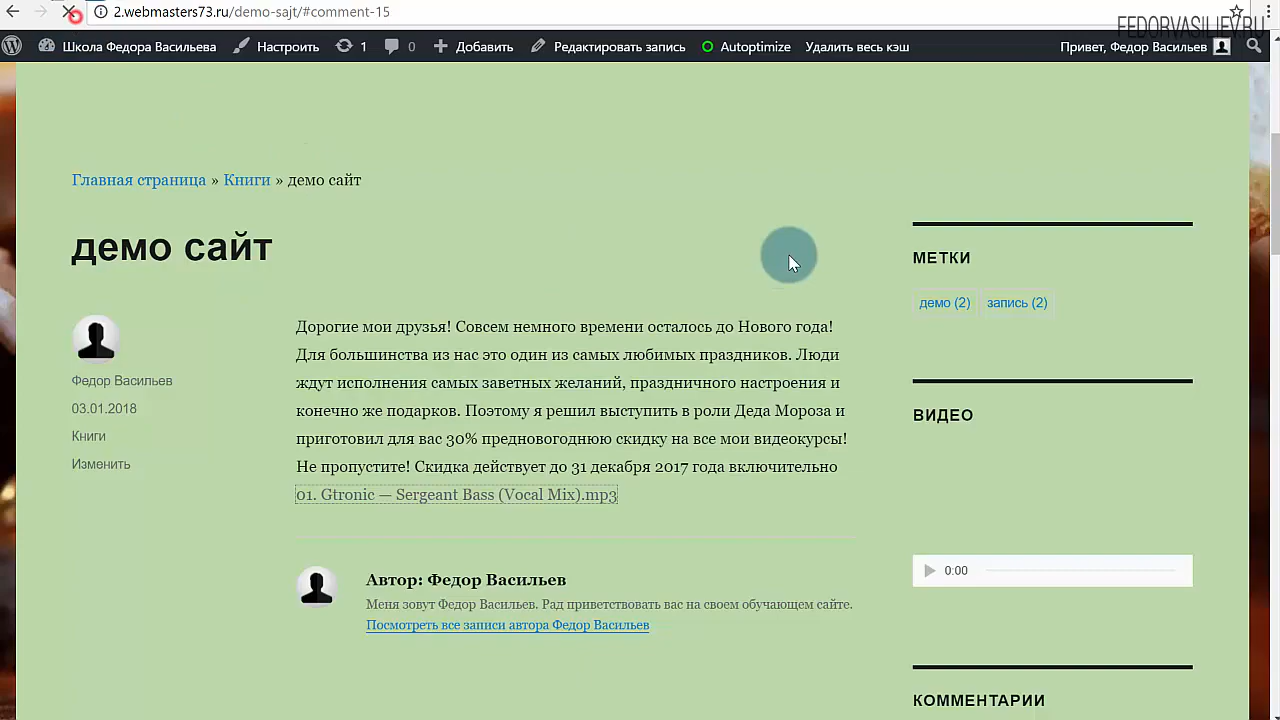 2.webmasters73.ru/demo-sajt/#comment-15
FEDORVASILIEV.RU
Школа Федора Васильева Настроить 1 0 Добавить Редактировать запись Autoptimize Удалить весь кэш Привет, Федор Васильев
Главная страница » Книги » демо сайт
демо сайт
Федор Васильев
03.01.2018
Книги
Изменить
Дорогие мои друзья! Совсем немного времени осталось до Нового года!
Для большинства из нас это один из самых любимых праздников. Люди
ждут исполнения самых заветных желаний, праздничного настроения и
конечно же подарков. Поэтому я решил выступить в роли Деда Мороза и
приготовил для вас 30% предновогоднюю скидку на все мои видеокурсы!
Не пропустите! Скидка действует до 31 декабря 2017 года включительно
01. Gtronic — Sergeant Bass (Vocal Mix).mp3
Автор: Федор Васильев
Меня зовут Федор Васильев. Рад приветствовать вас на своем обучающем сайте.
Посмотреть все записи автора Федор Васильев
МЕТКИ
демо (2) запись (2)
ВИДЕО
0:00
КОММЕНТАРИИ